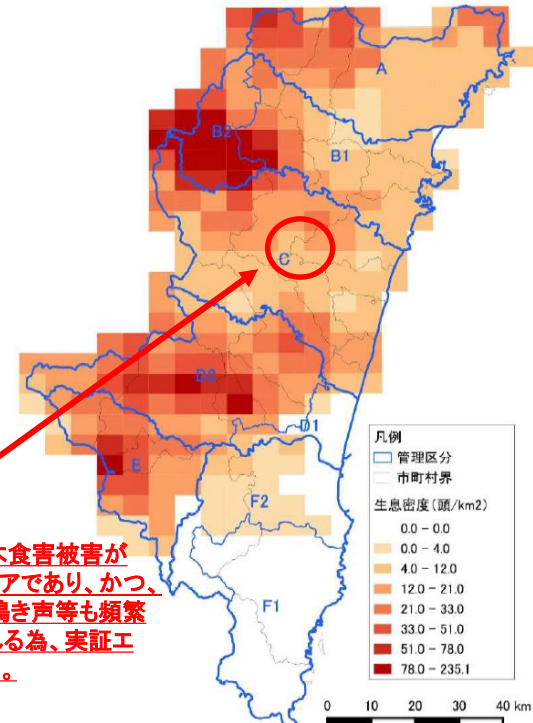 A
B2
B1
C
D2
D1
E
F2
F1
凡例
管理区分
市町村界
生息密度(頭/km2)
0.0 - 0.0
0.0 - 4.0
4.0 - 12.0
12.0 - 21.0
21.0 - 33.0
33.0 - 51.0
51.0 - 78.0
78.0 - 235.1
食害被害が
アであり、かつ、
鳴き声等も頻繁
る為、実証エ
。
0 10 20 30 40 km